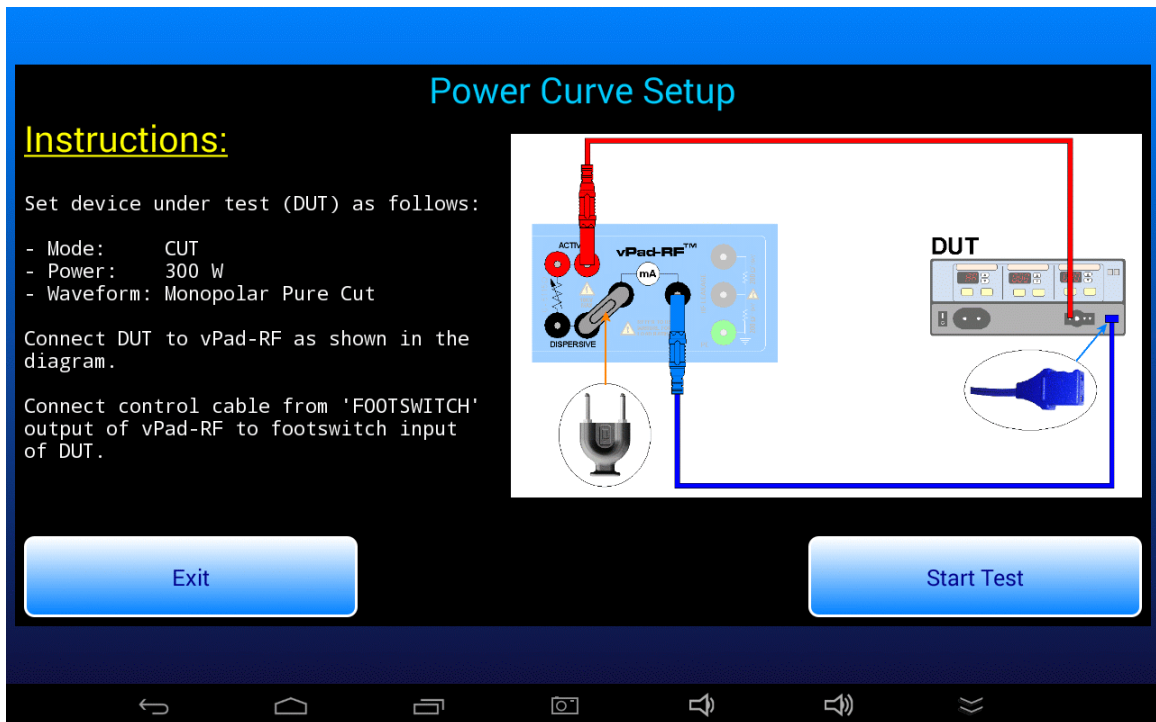 Power Curve Setup
Instructions:
Set device under test (DUT) as follows:
- Mode: CUT
- Power: 300 W
- Waveform: Monopolar Pure Cut
Connect DUT to vPad-RF as shown in the
diagram.
Connect control cable from 'FOOTSWITCH'
output of vPad-RF to footswitch input
of DUT.
vPad-RF™
mA
DISPERSIVE
DUT
Exit
Start Test